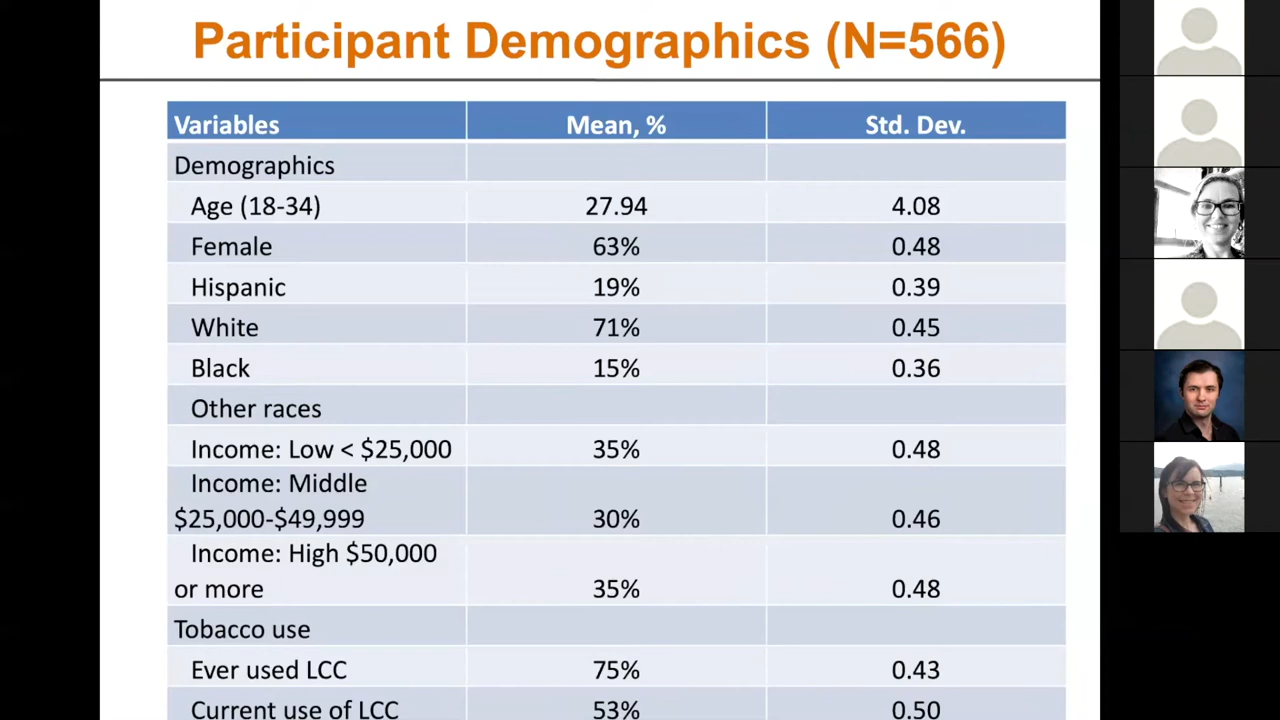 Participant Demographics (N=566)
Variables Mean, % Std. Dev.
Demographics
Age (18-34) 27.94 4.08
Female 63% 0.48
Hispanic 19% 0.39
White 71% 0.45
Black 15% 0.36
Other races
Income: Low < $25,000 35% 0.48
Income: Middle
$25,000-$49,999 30% 0.46
Income: High $50,000
or more 35% 0.48
Tobacco use
Ever used LCC 75% 0.43
Current use of LCC 53% 0.50